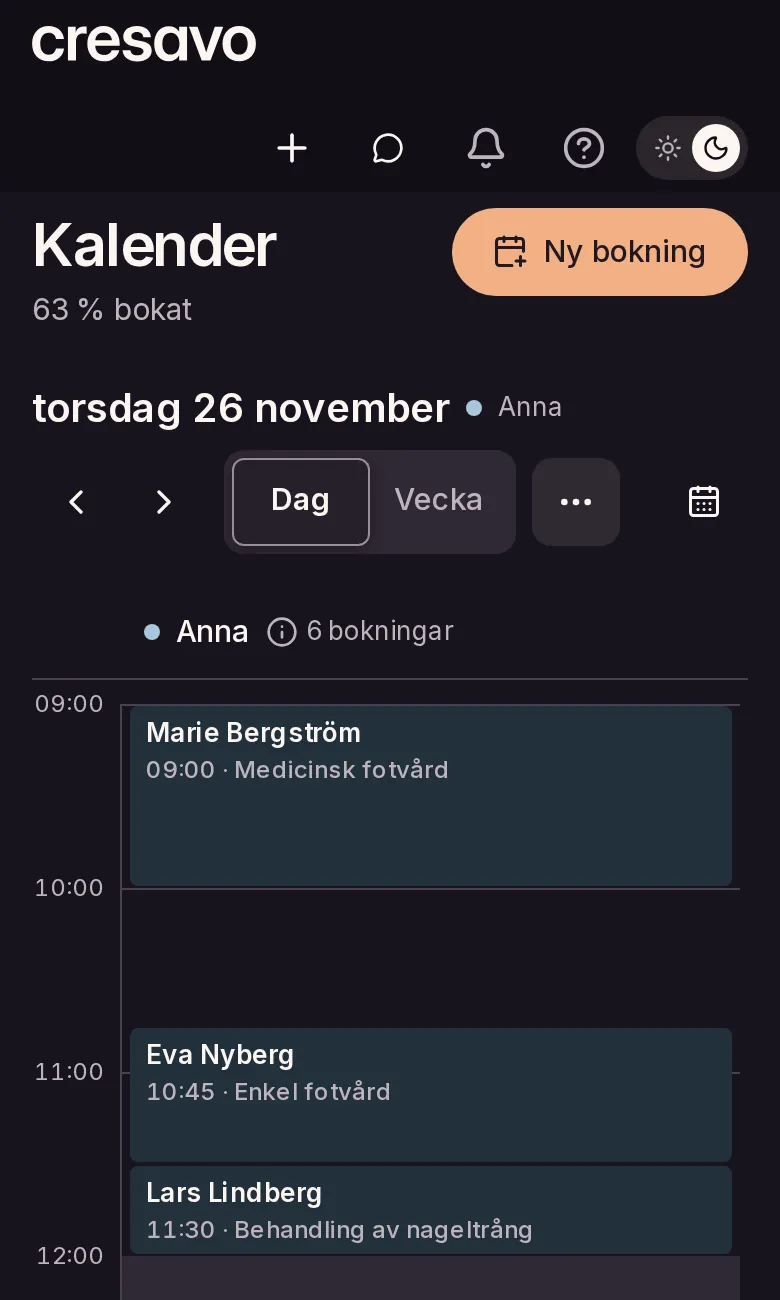 cresavo
Kalender
Ny bokning
63 % bokat
torsdag 26 november
Anna
Dag
Vecka
Anna
6 bokningar
09:00
Marie Bergström
09:00 · Medicinsk fotvård
10:00
Eva Nyberg
11:00
10:45 · Enkel fotvård
Lars Lindberg
11:30 · Behandling av nageltrång
12:00